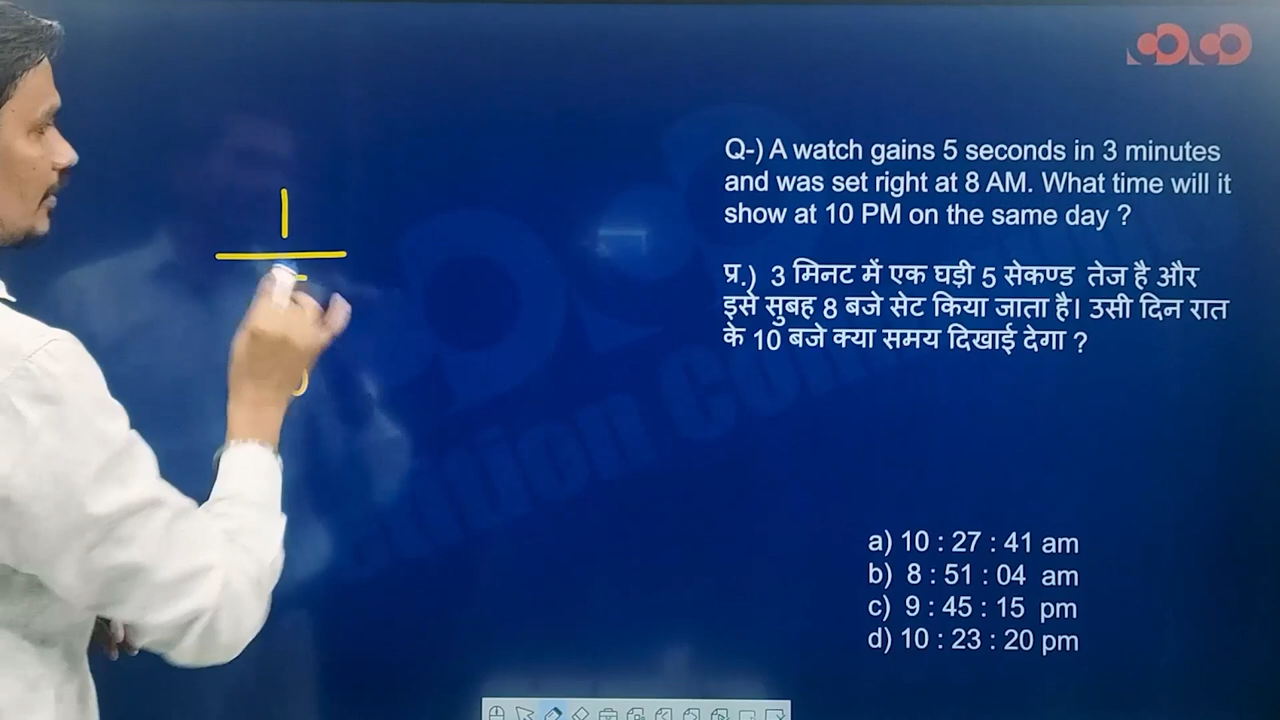 Q-) A watch gains 5 seconds in 3 minutes
and was set right at 8 AM. What time will it
show at 10 PM on the same day ?
प्र.) 3 मिनट में एक घड़ी 5 सेकण्ड तेज है और
इसे सुबह 8 बजे सेट किया जाता है। उसी दिन रात
के 10 बजे क्या समय दिखाई देगा ?
a) 10 : 27 : 41 am
b) 8 : 51 : 04 am
c) 9 : 45 : 15 pm
d) 10 : 23 : 20 pm